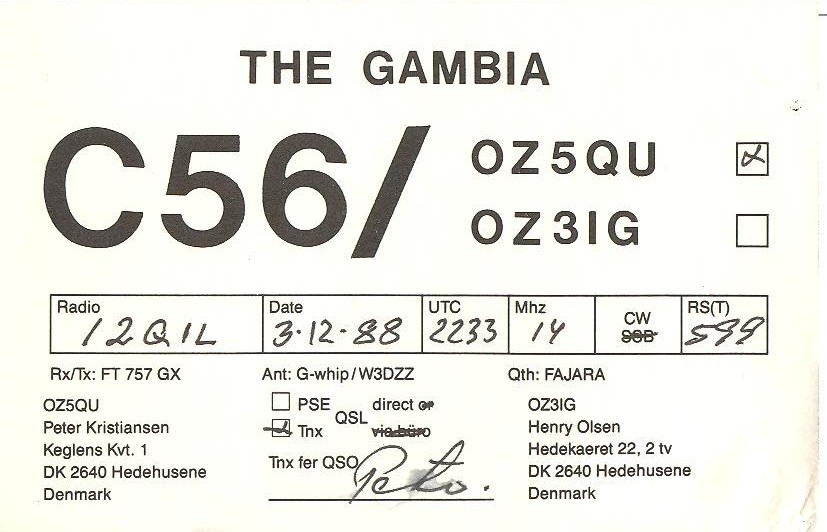 THE GAMBIA
C56/ OZ5QU
OZ3IG
Radio Date UTC Mhz CW RS(T)
12Q1L 3-12-88 2233 14 SSB 599
Rx/Tx: FT 757 GX Ant: G-whip/W3DZZ Qth: FAJARA
OZ5QU
Peter Kristiansen
Keglens Kvt. 1
DK 2640 Hedehusene
Denmark
PSE QSL direct or
Tnx via büro
Tnx fer QSO Peter.
OZ3IG
Henry Olsen
Hedekaeret 22, 2 tv
DK 2640 Hedehusene
Denmark